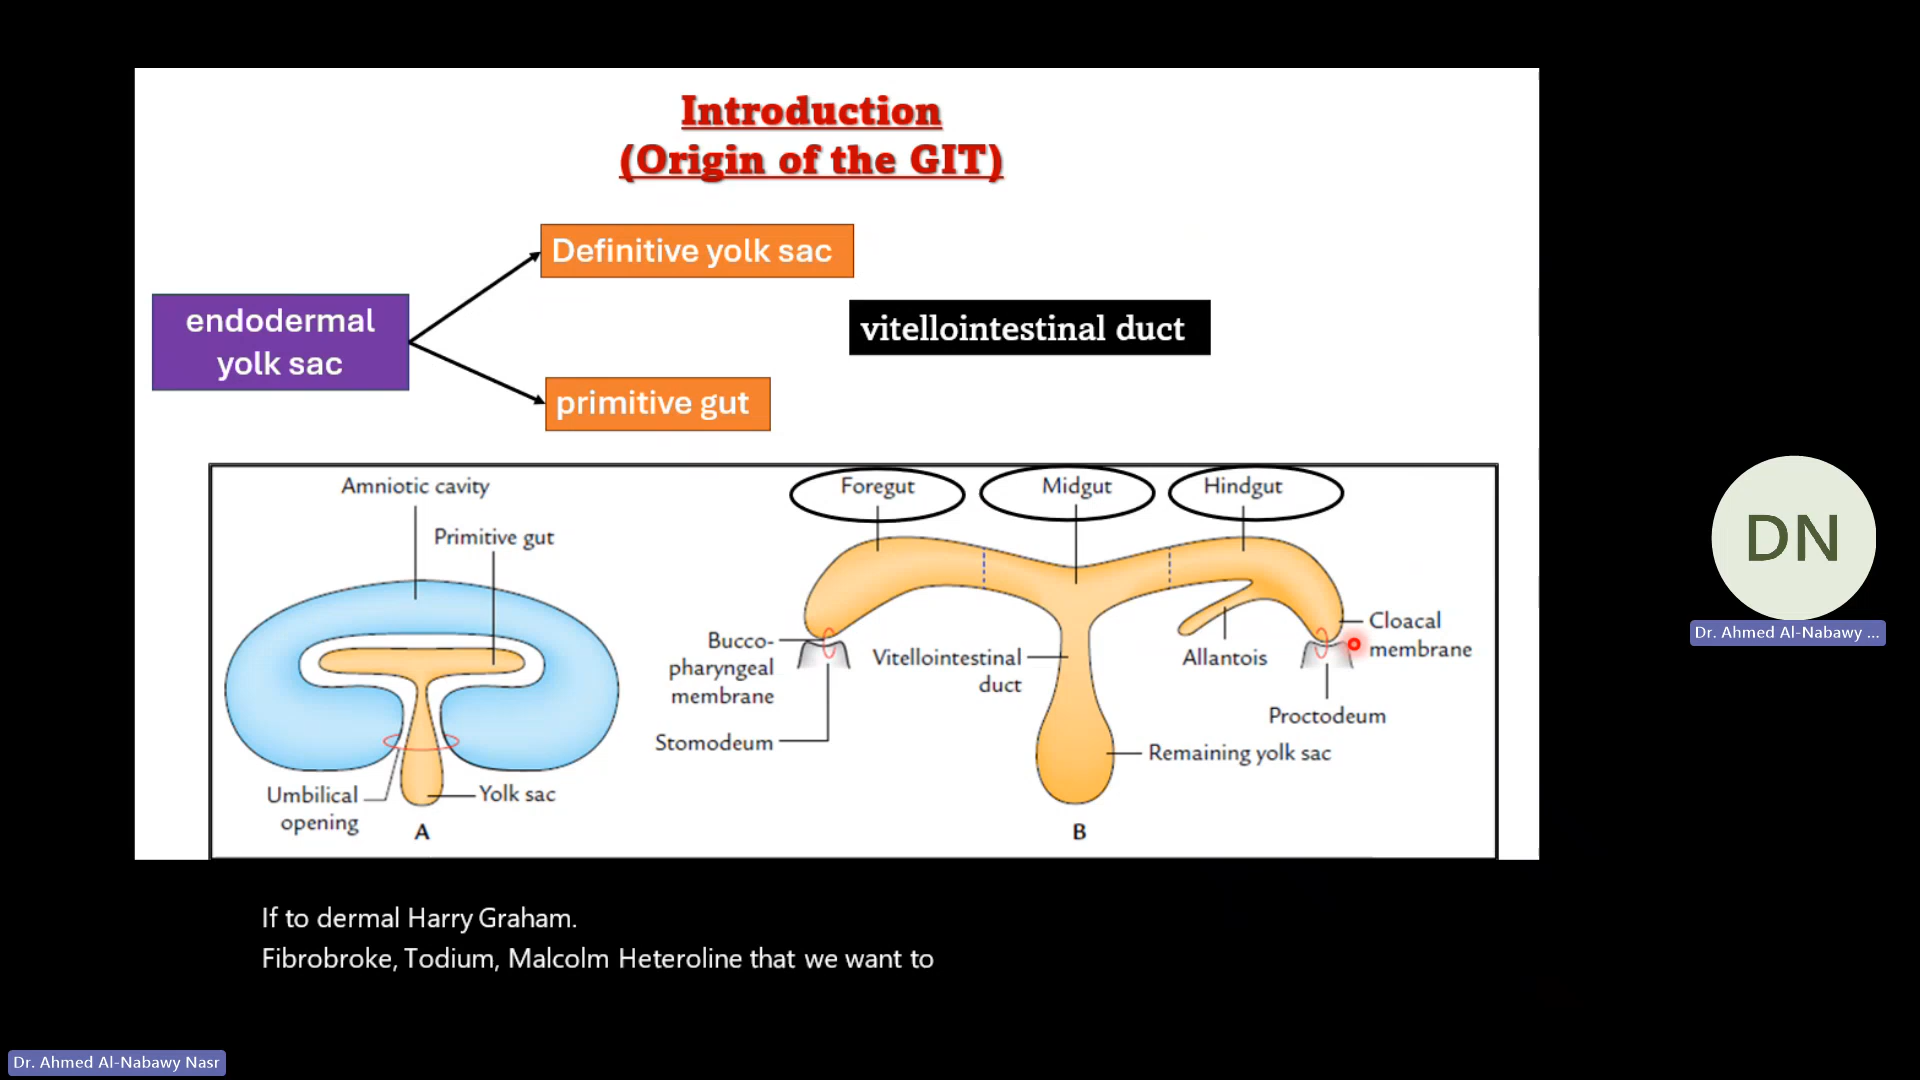 Introduction
(Origin of the GIT)
Definitive yolk sac
endodermal
yolk sac
vitellointestinal duct
primitive gut
Amniotic cavity
Primitive gut
Umbilical
opening
Yolk sac
A
Foregut
Midgut
Hindgut
Bucco-
pharyngeal
membrane
Stomodeum
Vitellointestinal
duct
Allantois
Cloacal
membrane
Proctodeum
Remaining yolk sac
B
DN
Dr. Ahmed Al-Nabawy ...
If to dermal Harry Graham.
Fibrobroke, Todium, Malcolm Heteroline that we want to
Dr. Ahmed Al-Nabawy Nasr